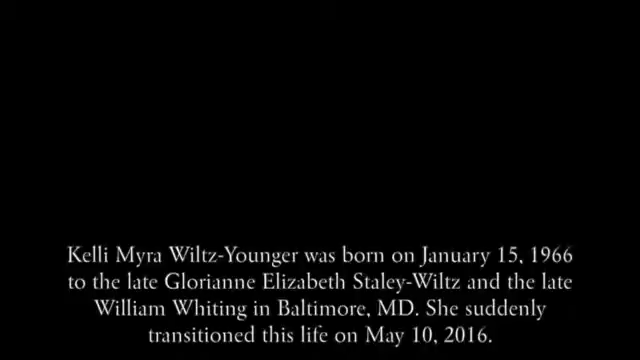 Kelli Myra Wiltz-Younger was born on January 15, 1966
to the late Glorianne Elizabeth Staley-Wiltz and the late
William Whiting in Baltimore, MD. She suddenly
transitioned this life on May 10, 2016.